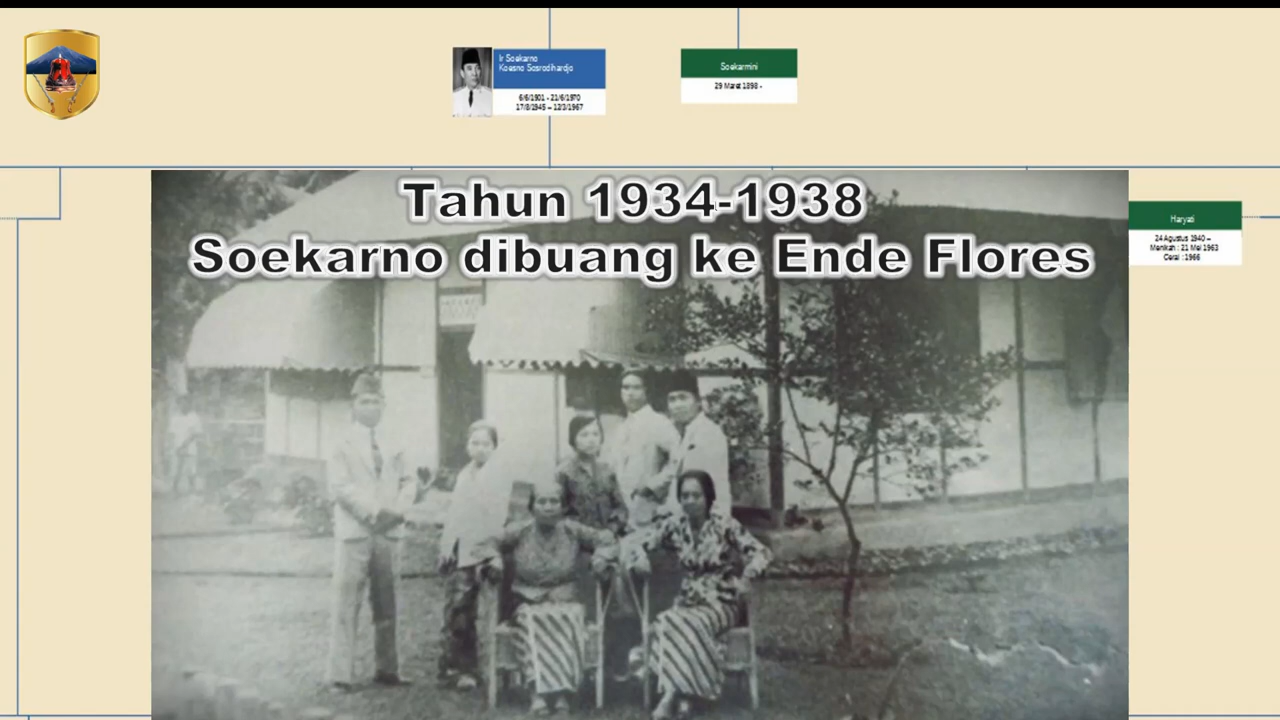 Ir Soekarno
Koesno Sosrodihardjo
6/6/1901 - 21/6/1970
17/8/1945 – 12/3/1967
Soekarmini
29 Maret 1898 -
Tahun 1934-1938
Soekarno dibuang ke Ende Flores
Haryati
24 Agustus 1940 –
Menikah : 21 Mei 1963
Cerai : 1966